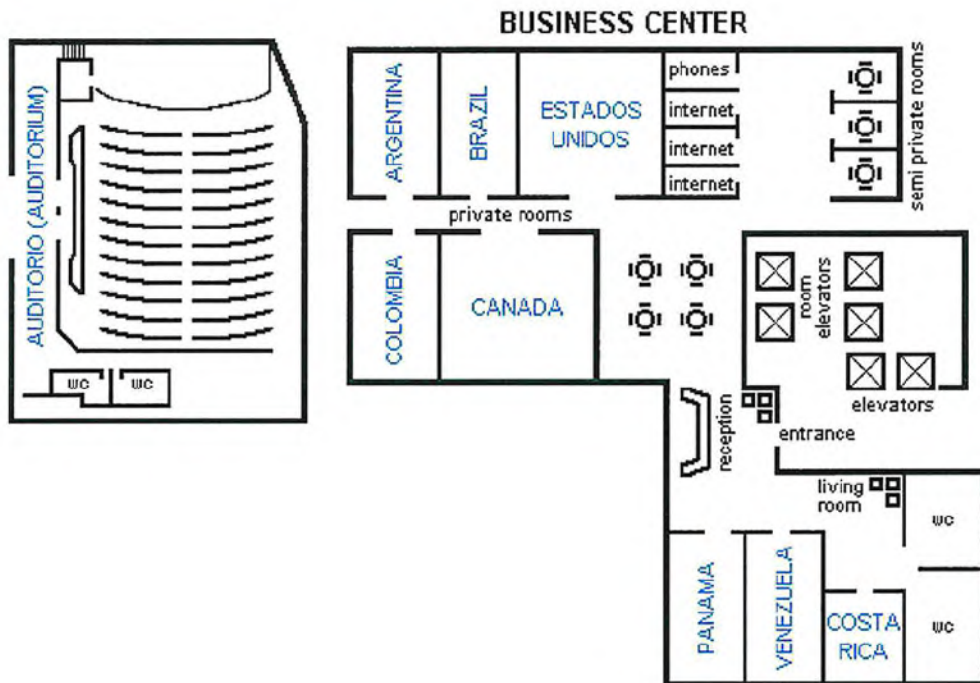 BUSINESS CENTER
AUDITORIO (AUDITORIUM)
wc
wc
ARGENTINA
BRAZIL
ESTADOS
UNIDOS
phones
internet
internet
internet
semi private rooms
private rooms
COLOMBIA
CANADA
room
elevators
elevators
reception
entrance
living
room
wc
PANAMA
VENEZUELA
COSTA
RICA
wc